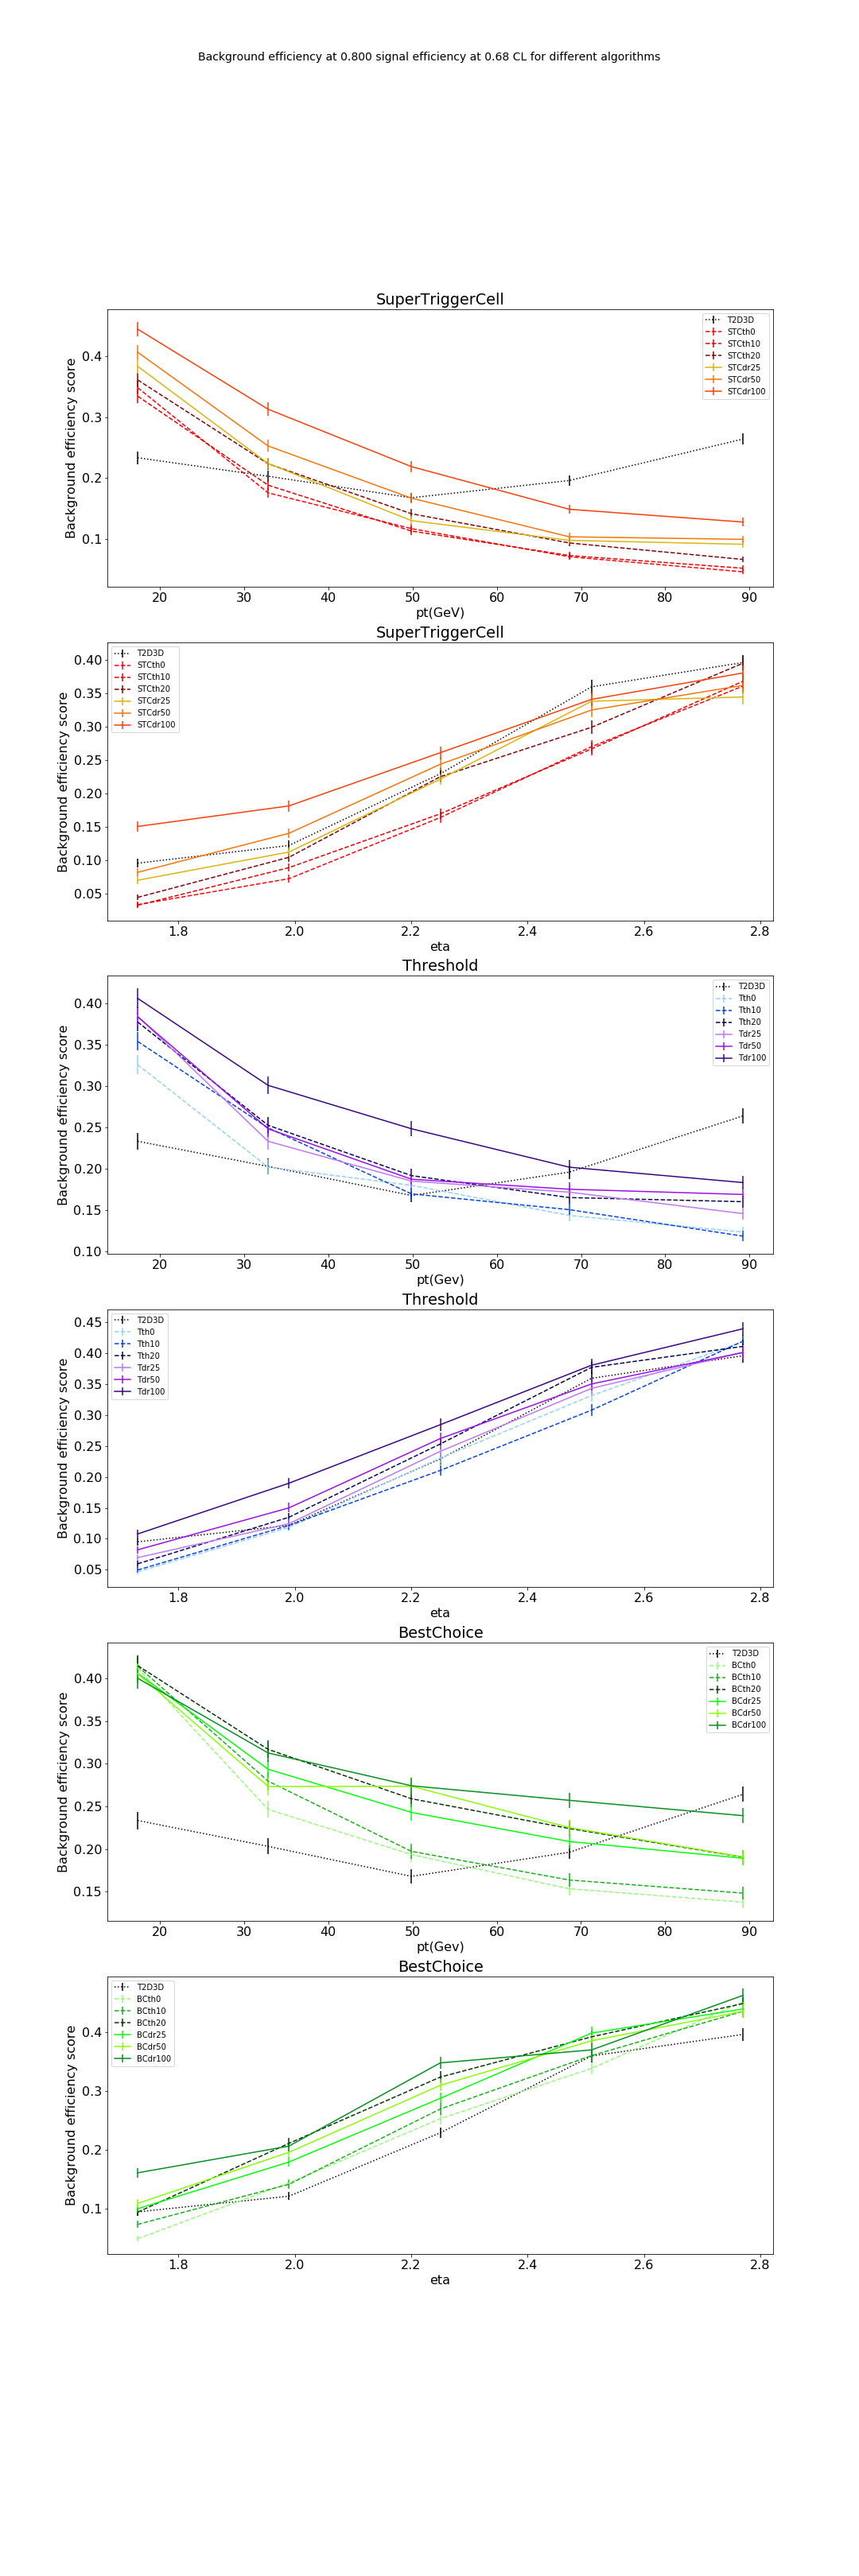 Background efficiency at 0.800 signal efficiency at 0.68 CL for different algorithms
SuperTriggerCell
Background efficiency score
0.4
0.3
0.2
0.1
T2D3D
STCth0
STCth10
STCth20
STCdr25
STCdr50
STCdr100
20 30 40 50 60 70 80 90
pt(GeV)
SuperTriggerCell
Background efficiency score
0.40
0.35
0.30
0.25
0.20
0.15
0.10
0.05
T2D3D
STCth0
STCth10
STCth20
STCdr25
STCdr50
STCdr100
1.8 2.0 2.2 2.4 2.6 2.8
eta
Threshold
Background efficiency score
0.40
0.35
0.30
0.25
0.20
0.15
0.10
T2D3D
Tth0
Tth10
Tth20
Tdr25
Tdr50
Tdr100
20 30 40 50 60 70 80 90
pt(Gev)
Threshold
Background efficiency score
0.45
0.40
0.35
0.30
0.25
0.20
0.15
0.10
0.05
T2D3D
Tth0
Tth10
Tth20
Tdr25
Tdr50
Tdr100
1.8 2.0 2.2 2.4 2.6 2.8
eta
BestChoice
Background efficiency score
0.40
0.35
0.30
0.25
0.20
0.15
T2D3D
BCth0
BCth10
BCth20
BCdr25
BCdr50
BCdr100
20 30 40 50 60 70 80 90
pt(Gev)
BestChoice
Background efficiency score
0.4
0.3
0.2
0.1
T2D3D
BCth0
BCth10
BCth20
BCdr25
BCdr50
BCdr100
1.8 2.0 2.2 2.4 2.6 2.8
eta